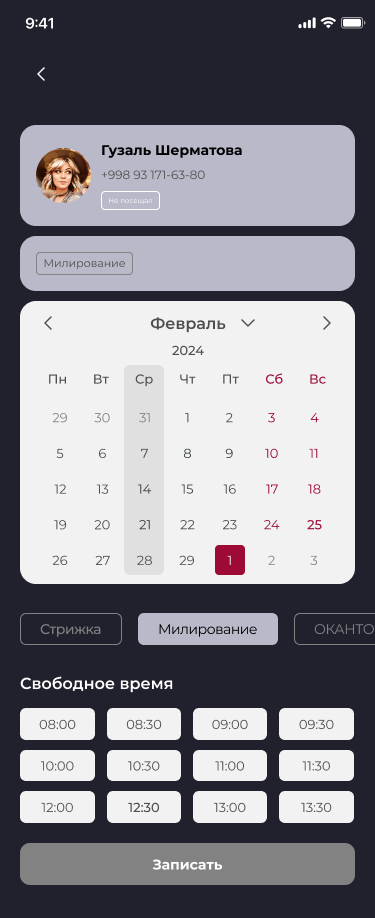 9:41
Гузаль Шерматова
+998 93 171-63-80
Не посещал
Милирование
Февраль
2024
Пн Вт Ср Чт Пт Сб Вс
29 30 31 1 2 3 4
5 6 7 8 9 10 11
12 13 14 15 16 17 18
19 20 21 22 23 24 25
26 27 28 29 1 2 3
Стрижка Милирование ОКАНТО
Свободное время
08:00 08:30 09:00 09:30
10:00 10:30 11:00 11:30
12:00 12:30 13:00 13:30
Записать